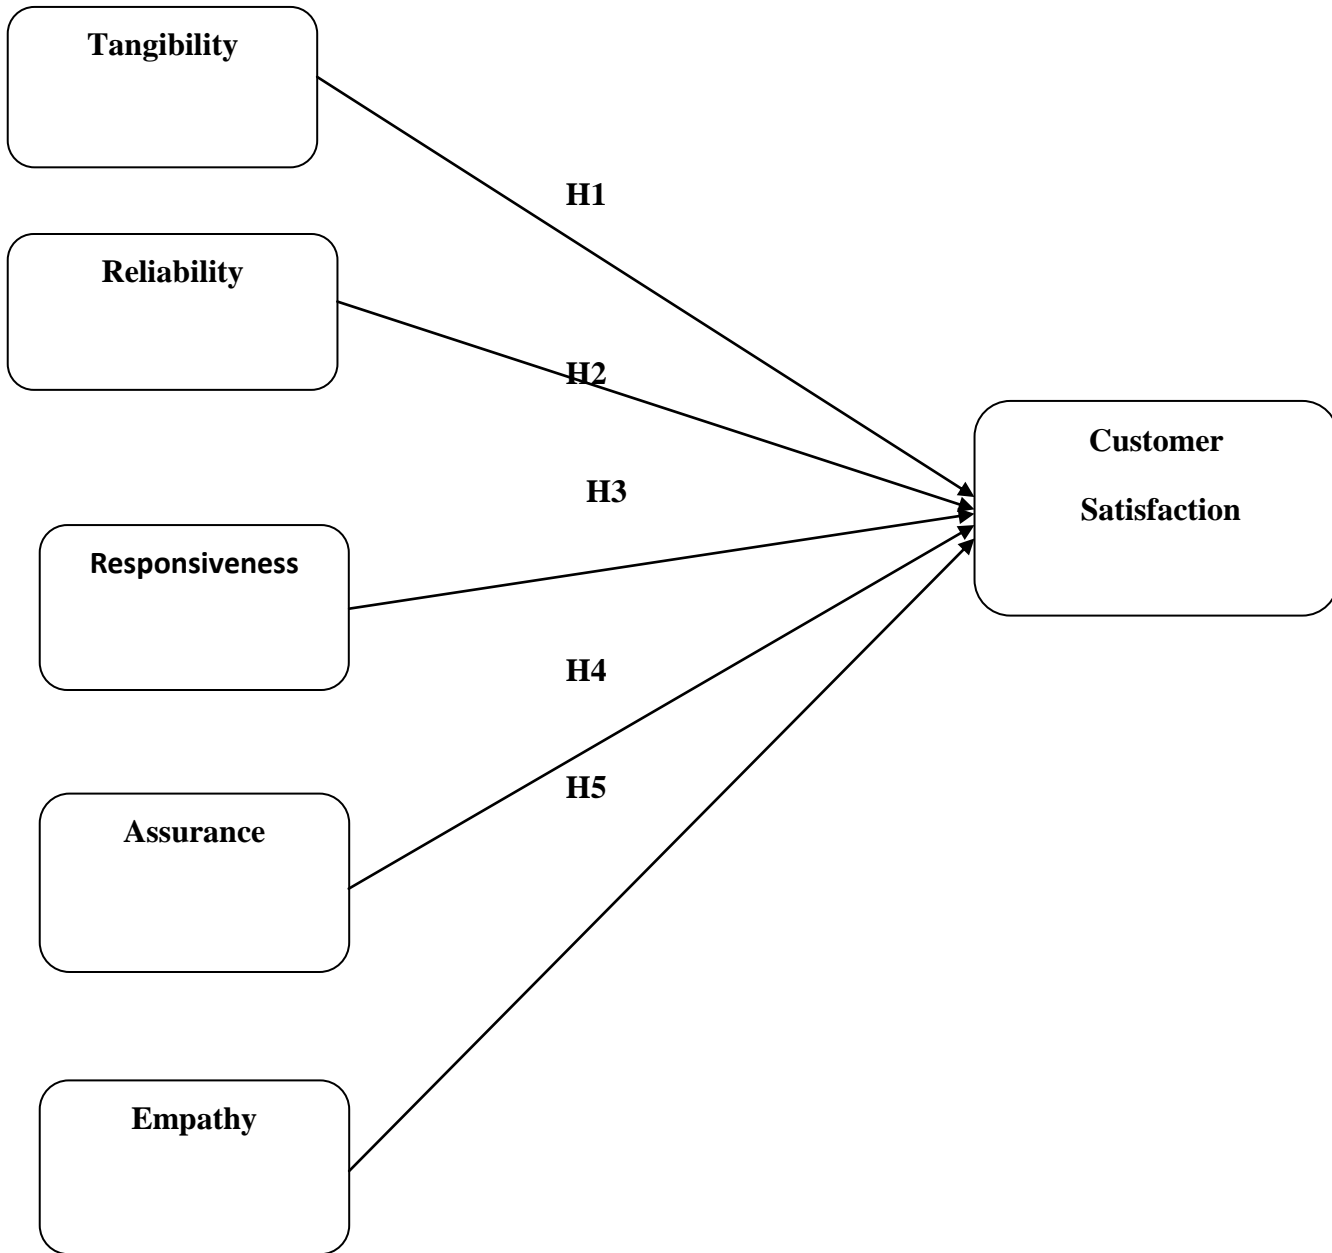 Tangibility
H1
Reliability
H2
Customer
Satisfaction
H3
Responsiveness
H4
H5
Assurance
Empathy